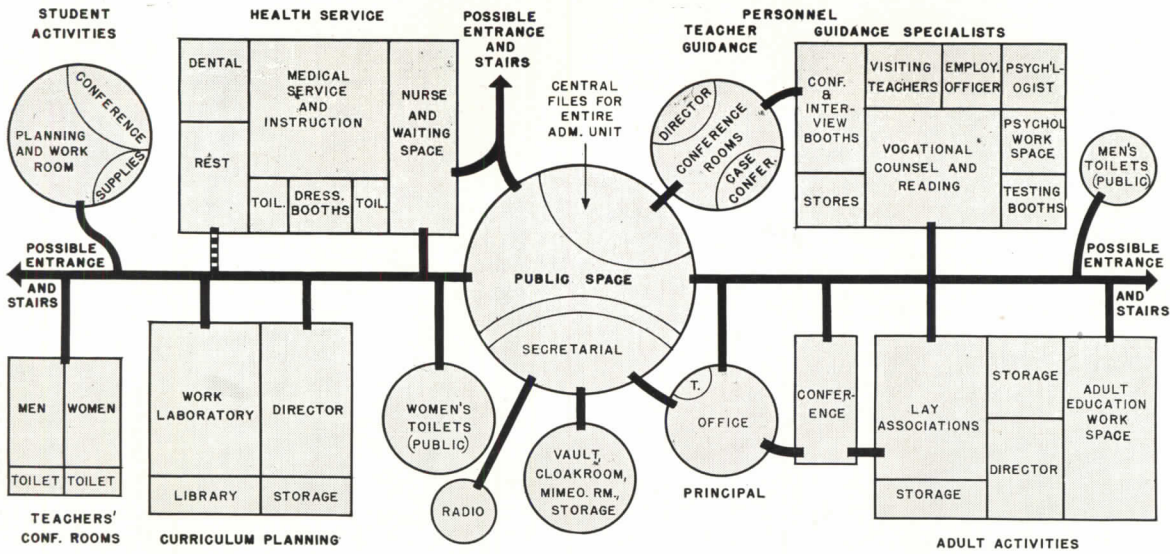 STUDENT
ACTIVITIES
CONFERENCE
PLANNING
AND WORK
ROOM
SUPPLIES
HEALTH SERVICE
DENTAL
REST
MEDICAL
SERVICE
AND
INSTRUCTION
TOIL.
DRESS.
BOOTHS
TOIL.
NURSE
AND
WAITING
SPACE
POSSIBLE
ENTRANCE
AND
STAIRS
CENTRAL
FILES FOR
ENTIRE
ADM. UNIT
PERSONNEL
TEACHER
GUIDANCE
DIRECTOR
CONFERENCE
ROOMS
CASE
CONFER.
GUIDANCE SPECIALISTS
CONF.
&
INTER-
VIEW
BOOTHS
STORES
VISITING
TEACHERS
EMPLOY.
OFFICER
PSYCH'L-
OGIST
VOCATIONAL
COUNSEL AND
READING
PSYCHOL.
WORK
SPACE
TESTING
BOOTHS
MEN'S
TOILETS
(PUBLIC)
POSSIBLE
ENTRANCE
AND
STAIRS
PUBLIC SPACE
SECRETARIAL
POSSIBLE
ENTRANCE
AND
STAIRS
MEN
WOMEN
TOILET
TOILET
TEACHERS'
CONF. ROOMS
WORK
LABORATORY
DIRECTOR
LIBRARY
STORAGE
CURRICULUM PLANNING
WOMEN'S
TOILETS
(PUBLIC)
RADIO
VAULT,
CLOAKROOM,
MIMEO. RM.,
STORAGE
T.
OFFICE
PRINCIPAL
CONFER-
ENCE
LAY
ASSOCIATIONS
STORAGE
STORAGE
DIRECTOR
ADULT
EDUCATION
WORK
SPACE
ADULT ACTIVITIES